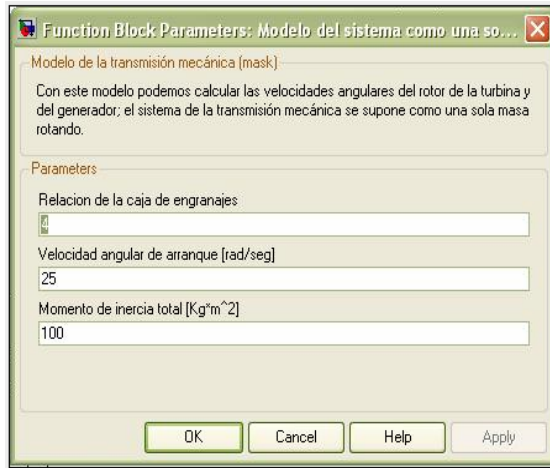 Function Block Parameters: Modelo del sistema como una so...
Modelo de la transmisión mecánica (mask)
Con este modelo podemos calcular las velocidades angulares del rotor de la turbina y
del generador; el sistema de la transmisión mecánica se supone como una sola masa
rotando.
Parameters
Relacion de la caja de engranajes
4
Velocidad angular de arranque [rad/seg]
25
Momento de inercia total [Kg*m^2]
100
OK Cancel Help Apply